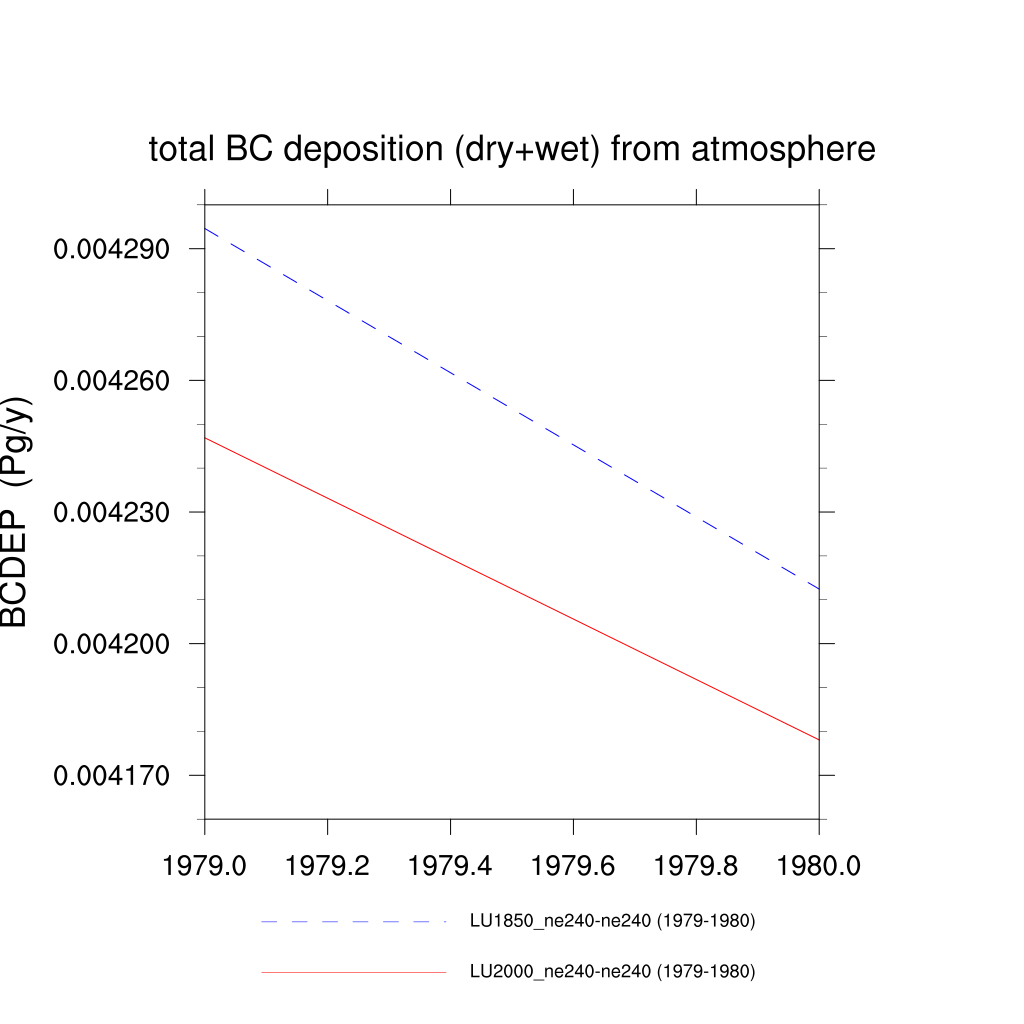 total BC deposition (dry+wet) from atmosphere
BCDEP (Pg/y)
0.004290
0.004260
0.004230
0.004200
0.004170
1979.0 1979.2 1979.4 1979.6 1979.8 1980.0
LU1850_ne240-ne240 (1979-1980)
LU2000_ne240-ne240 (1979-1980)